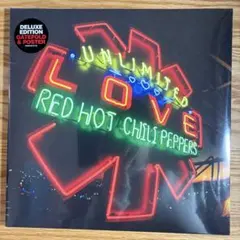 DELUXE
EDITION
GATEFOLD
& POSTER
UNLIMITED
LOVE
RED HOT CHILI PEPPERS